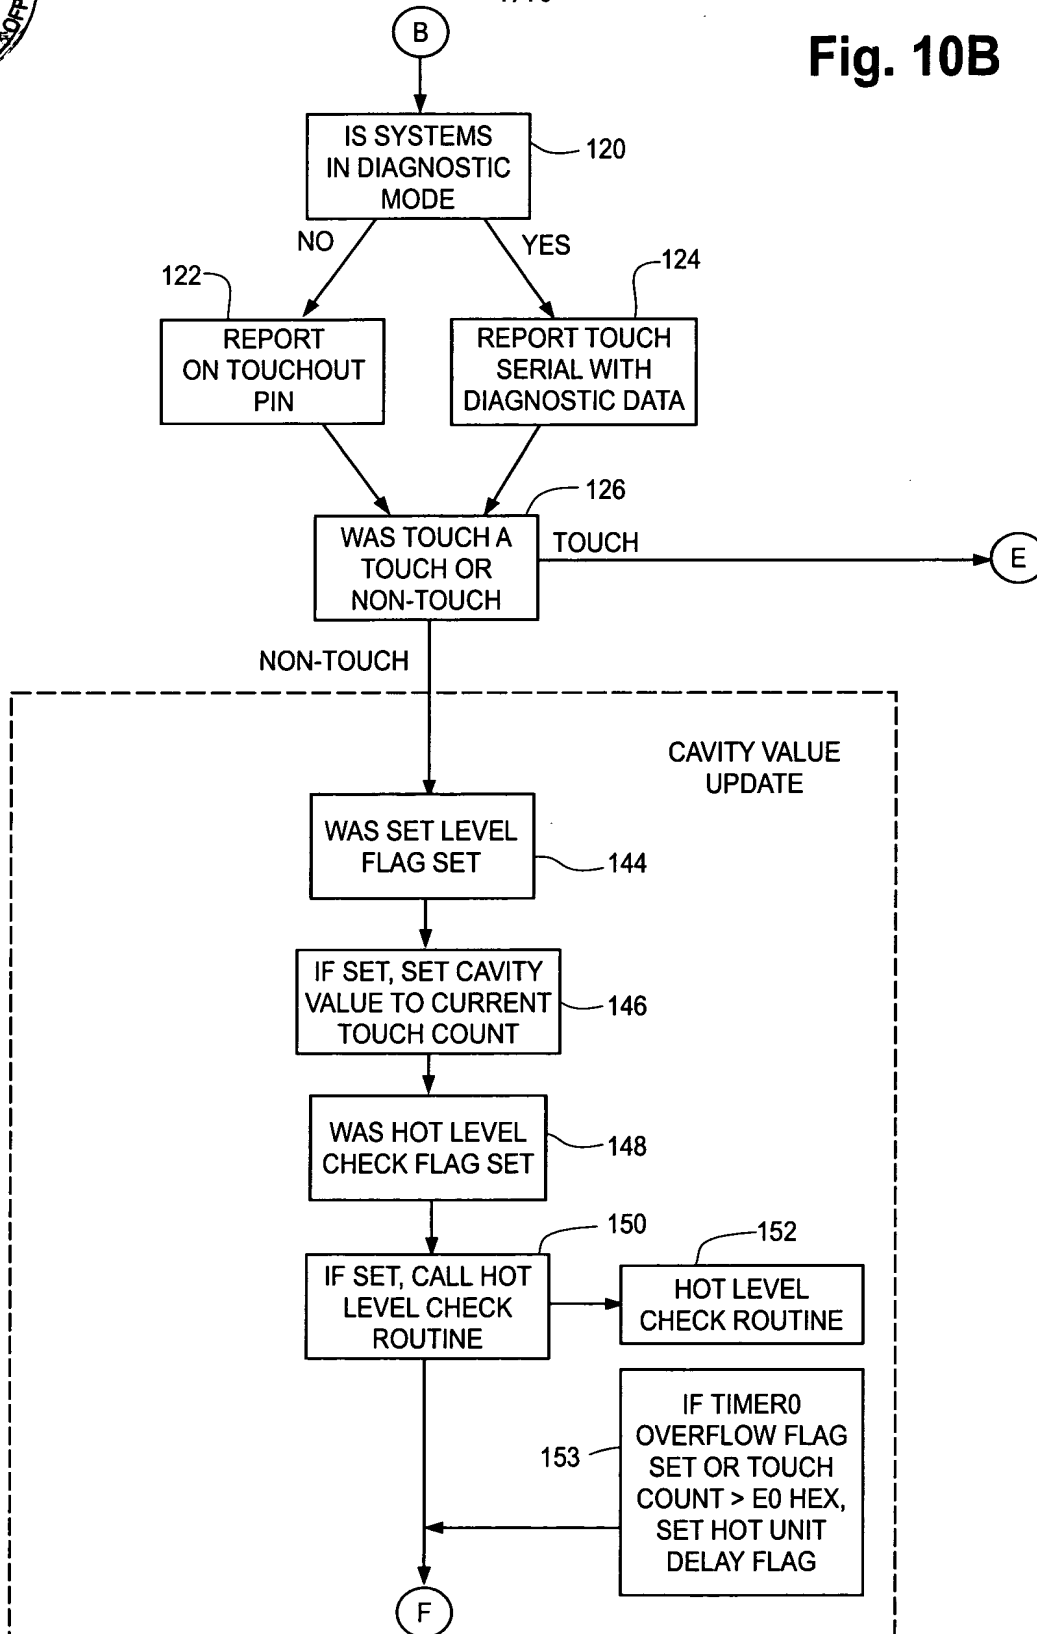 B
Fig. 10B
IS SYSTEMS
IN DIAGNOSTIC
MODE
120
NO
YES
122
124
REPORT
ON TOUCHOUT
PIN
REPORT TOUCH
SERIAL WITH
DIAGNOSTIC DATA
126
WAS TOUCH A
TOUCH OR
NON-TOUCH
TOUCH
E
NON-TOUCH
CAVITY VALUE
UPDATE
WAS SET LEVEL
FLAG SET
144
IF SET, SET CAVITY
VALUE TO CURRENT
TOUCH COUNT
146
WAS HOT LEVEL
CHECK FLAG SET
148
150
152
IF SET, CALL HOT
LEVEL CHECK
ROUTINE
HOT LEVEL
CHECK ROUTINE
153
IF TIMER0
OVERFLOW FLAG
SET OR TOUCH
COUNT > E0 HEX,
SET HOT UNIT
DELAY FLAG
F